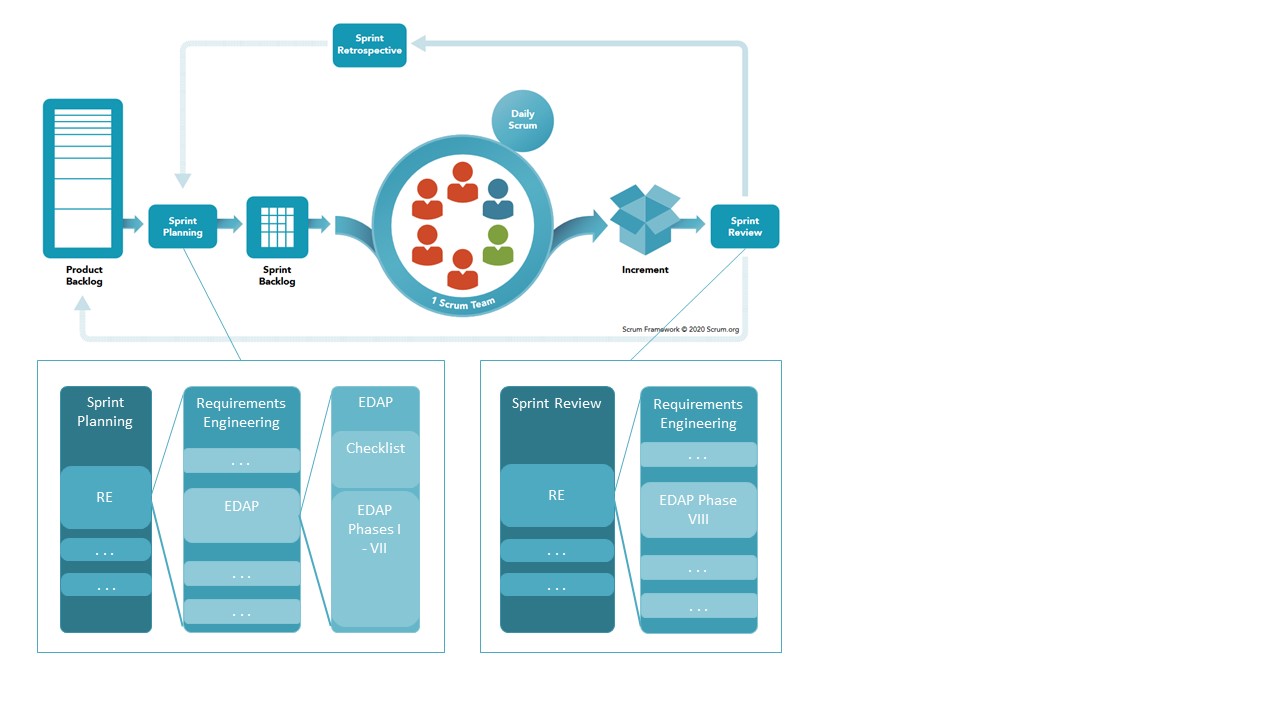 Sprint
Retrospective
Daily
Scrum
Sprint
Planning
Sprint
Review
Product
Backlog
Sprint
Backlog
1 Scrum Team
Increment
Scrum Framework © 2020 Scrum.org
Sprint
Planning
RE
. . .
. . .
Requirements
Engineering
. . .
EDAP
. . .
. . .
EDAP
Checklist
EDAP
Phases I
- VII
Sprint Review
RE
. . .
. . .
Requirements
Engineering
. . .
EDAP Phase
VIII
. . .
. . .